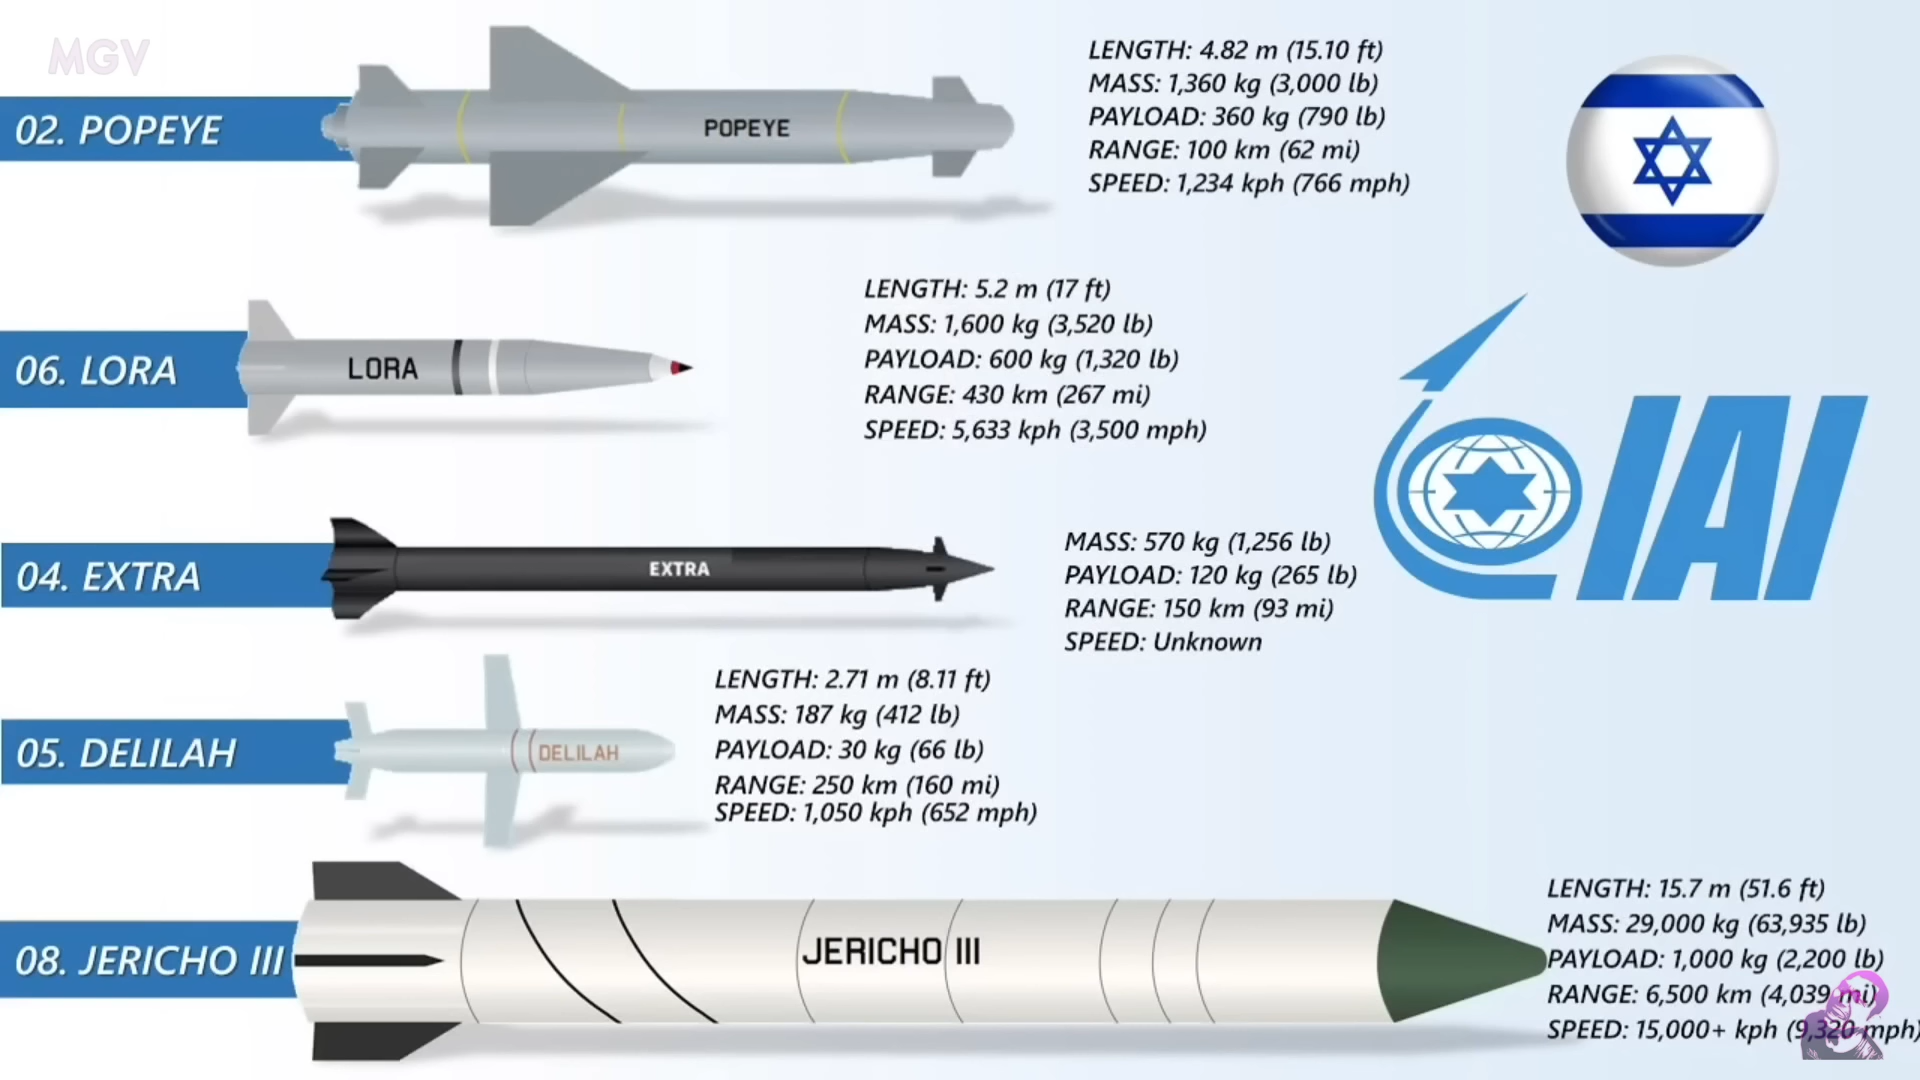 MGV
02. POPEYE
POPEYE
LENGTH: 4.82 m (15.10 ft)
MASS: 1,360 kg (3,000 lb)
PAYLOAD: 360 kg (790 lb)
RANGE: 100 km (62 mi)
SPEED: 1,234 kph (766 mph)
06. LORA
LORA
LENGTH: 5.2 m (17 ft)
MASS: 1,600 kg (3,520 lb)
PAYLOAD: 600 kg (1,320 lb)
RANGE: 430 km (267 mi)
SPEED: 5,633 kph (3,500 mph)
IAI
04. EXTRA
EXTRA
MASS: 570 kg (1,256 lb)
PAYLOAD: 120 kg (265 lb)
RANGE: 150 km (93 mi)
SPEED: Unknown
05. DELILAH
DELILAH
LENGTH: 2.71 m (8.11 ft)
MASS: 187 kg (412 lb)
PAYLOAD: 30 kg (66 lb)
RANGE: 250 km (160 mi)
SPEED: 1,050 kph (652 mph)
08. JERICHO III
JERICHO III
LENGTH: 15.7 m (51.6 ft)
MASS: 29,000 kg (63,935 lb)
PAYLOAD: 1,000 kg (2,200 lb)
RANGE: 6,500 km (4,039 mi)
SPEED: 15,000+ kph (9,320 mph)